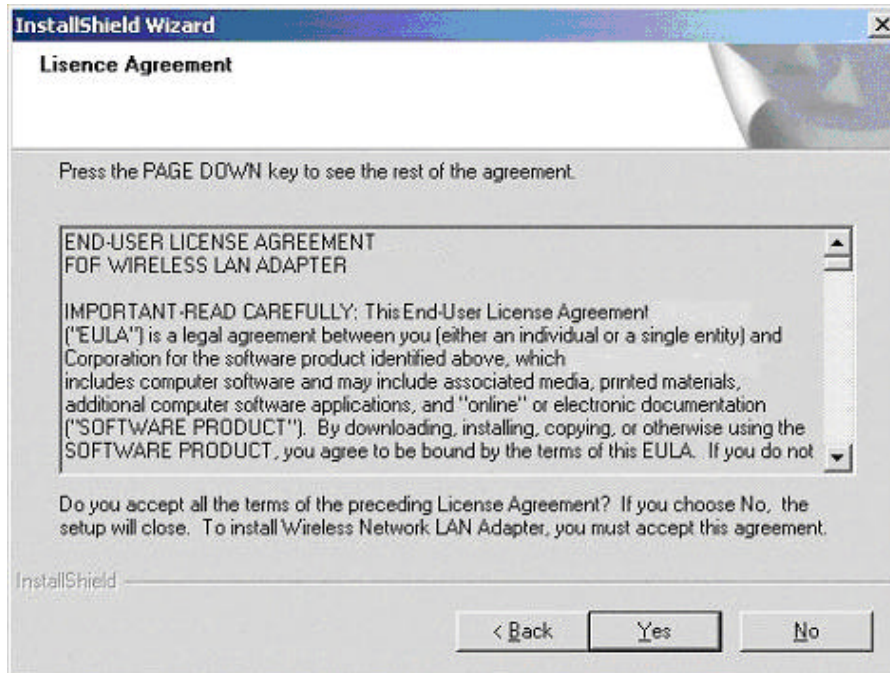 InstallShield Wizard
Lisence Agreement
Press the PAGE DOWN key to see the rest of the agreement.
END-USER LICENSE AGREEMENT
FOR WIRELESS LAN ADAPTER
IMPORTANT-READ CAREFULLY: This End-User License Agreement
("EULA") is a legal agreement between you (either an individual or a single entity) and
Corporation for the software product identified above, which
includes computer software and may include associated media, printed materials,
additional computer software applications, and "online" or electronic documentation
("SOFTWARE PRODUCT"). By downloading, installing, copying, or otherwise using the
SOFTWARE PRODUCT, you agree to be bound by the terms of this EULA. If you do not
Do you accept all the terms of the preceding License Agreement? If you choose No, the
setup will close. To install Wireless Network LAN Adapter, you must accept this agreement.
InstallShield
< Back
Yes
No